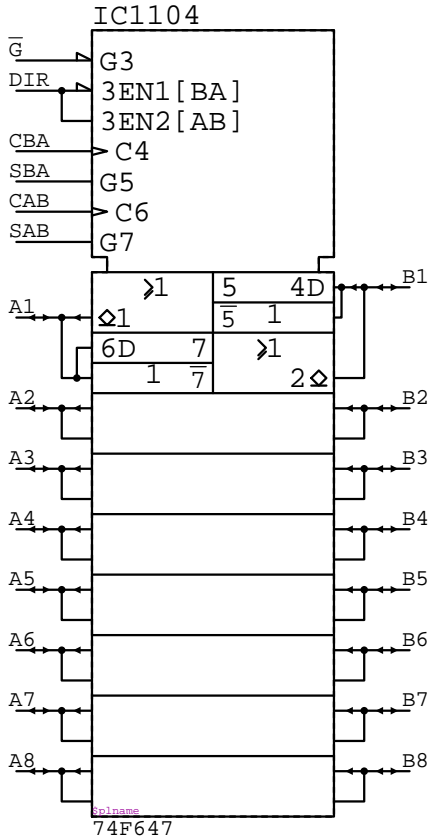 IC1104
G̅ G3
DIR 3EN1[BA]
3EN2[AB]
CBA C4
SBA G5
CAB C6
SAB G7
≥1 5 4D B1
A1 1 5̅ 1
6D 7 ≥1
1 7̅ 2
A2 B2
A3 B3
A4 B4
A5 B5
A6 B6
A7 B7
A8 B8
$plname
74F647